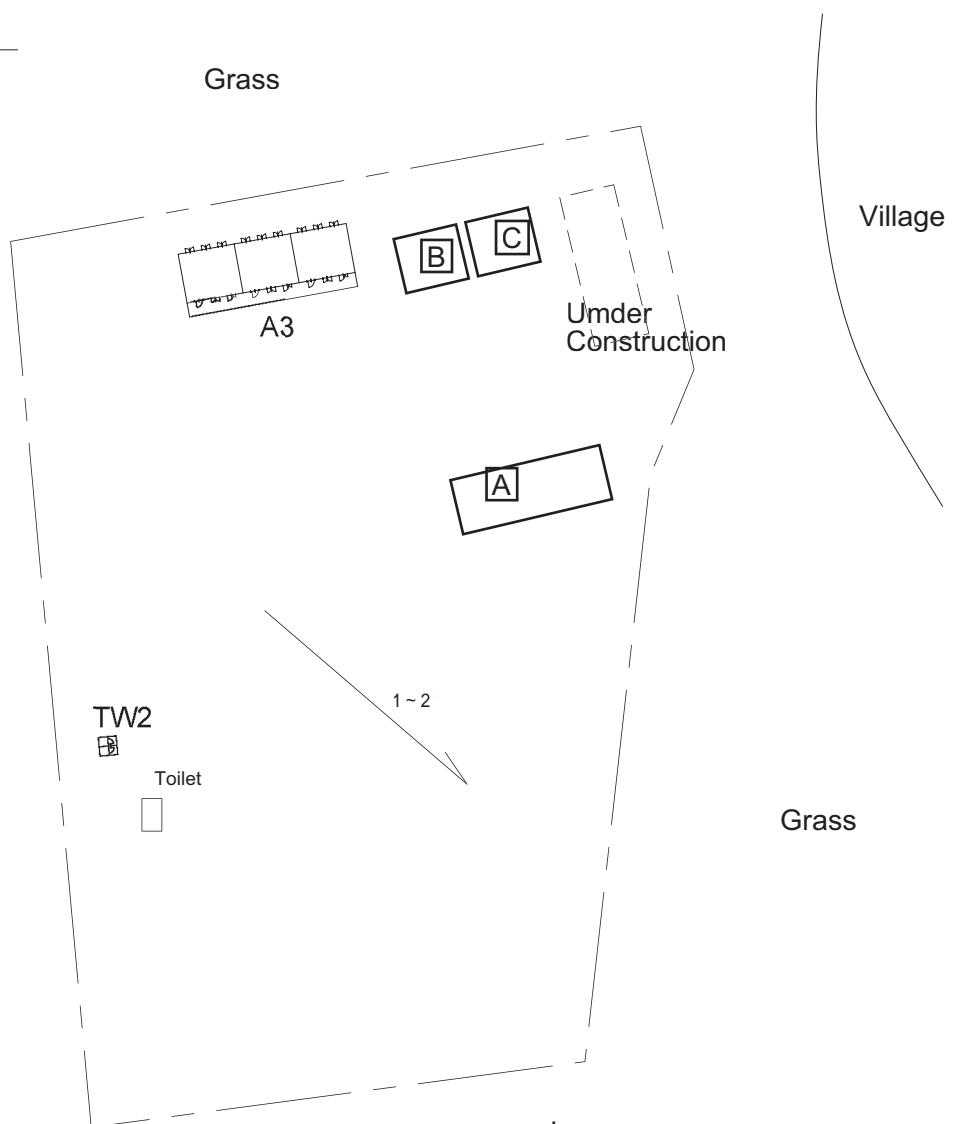 Grass
Village
B
C
A3
Umder
Construction
A
1 ~ 2
TW2
Toilet
Grass